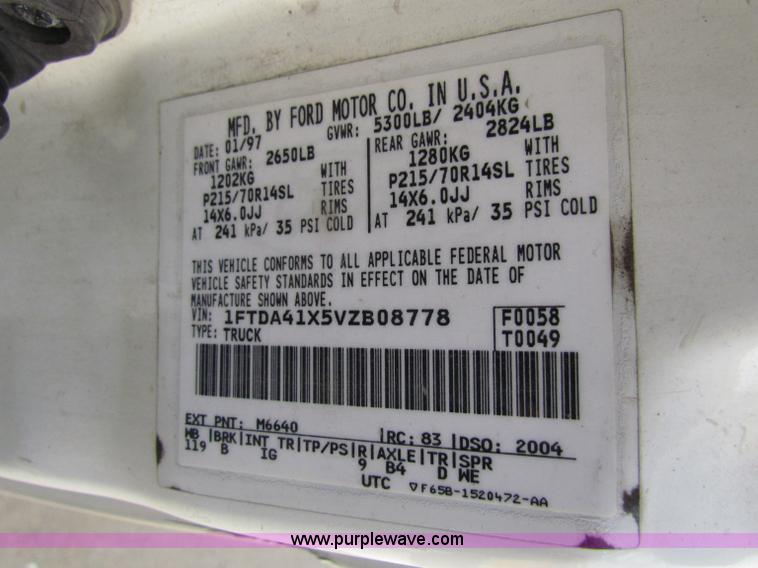 MFD. BY FORD MOTOR CO. IN U.S.A.
DATE: 01/97 GVWR: 5300LB/ 2404KG
FRONT GAWR: 2650LB REAR GAWR: 2824LB
1202KG WITH 1280KG WITH
P215/70R14SL TIRES P215/70R14SL TIRES
14X6.0JJ RIMS 14X6.0JJ RIMS
AT 241 kPa/ 35 PSI COLD AT 241 kPa/ 35 PSI COLD
THIS VEHICLE CONFORMS TO ALL APPLICABLE FEDERAL MOTOR
VEHICLE SAFETY STANDARDS IN EFFECT ON THE DATE OF
MANUFACTURE SHOWN ABOVE.
VIN: 1FTDA41X5VZB08778 F0058
TYPE: TRUCK T0049
EXT PNT: M6640 RC: 83 DSO: 2004
WB BRK INT TR TP/PS R AXLE TR SPR
119 B IG 9 B4 D WE
UTC ▽F65B-1520472-AA
www.purplewave.com